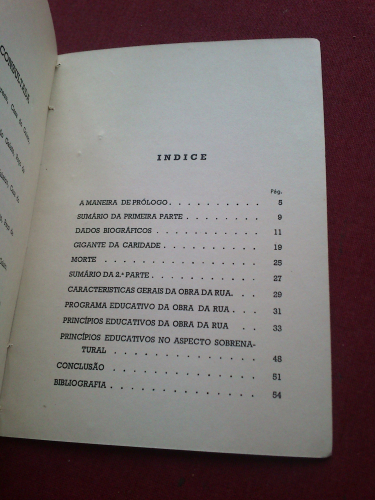 CONSULTADA
INDICE
Pág.
A MANEIRA DE PRÓLOGO . . . . . . . . . . 5
SUMÁRIO DA PRIMEIRA PARTE . . . . . . . . 9
DADOS BIOGRÁFICOS . . . . . . . . . . . 11
GIGANTE DA CARIDADE . . . . . . . . . . 19
MORTE . . . . . . . . . . . . . . . . 25
SUMÁRIO DA 2.ª PARTE . . . . . . . . . . 27
CARACTERISTICAS GERAIS DA OBRA DA RUA. . . . 29
PROGRAMA EDUCATIVO DA OBRA DA RUA . . . . 31
PRINCÍPIOS EDUCATIVOS DA OBRA DA RUA . . . 33
PRINCÍPIOS EDUCATIVOS NO ASPECTO SOBRENA-
TURAL . . . . . . . . . . . . . . . 48
CONCLUSÃO . . . . . . . . . . . . . . 51
BIBLIOGRAFIA . . . . . . . . . . . . . 54